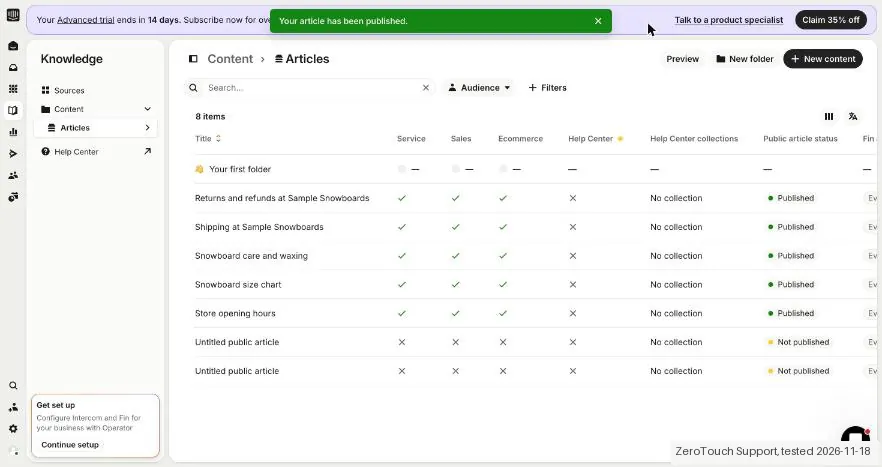 Your Advanced trial ends in 14 days. Subscribe now for ove
Your article has been published.
Talk to a product specialist
Claim 35% off
Knowledge
Sources
Content
Articles
Help Center
Get set up
Configure Intercom and Fin for
your business with Operator
Continue setup
Content > Articles
Preview
New folder
+ New content
Search...
Audience
+ Filters
8 items
Title Service Sales Ecommerce Help Center Help Center collections Public article status Fin
Your first folder — — — — — — —
Returns and refunds at Sample Snowboards No collection Published Ev
Shipping at Sample Snowboards No collection Published Ev
Snowboard care and waxing No collection Published Ev
Snowboard size chart No collection Published Ev
Store opening hours No collection Published Ev
Untitled public article No collection Not published Ev
Untitled public article No collection Not published Ev
ZeroTouch Support, tested 2026-11-18